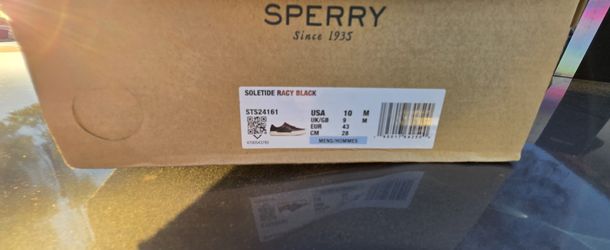 SPERRY
Since 1935
SOLETIDE RACY BLACK
STS24161
USA 10 M
UK/GB 9 M
EUR 43
CM 28
MENS/HOMMES